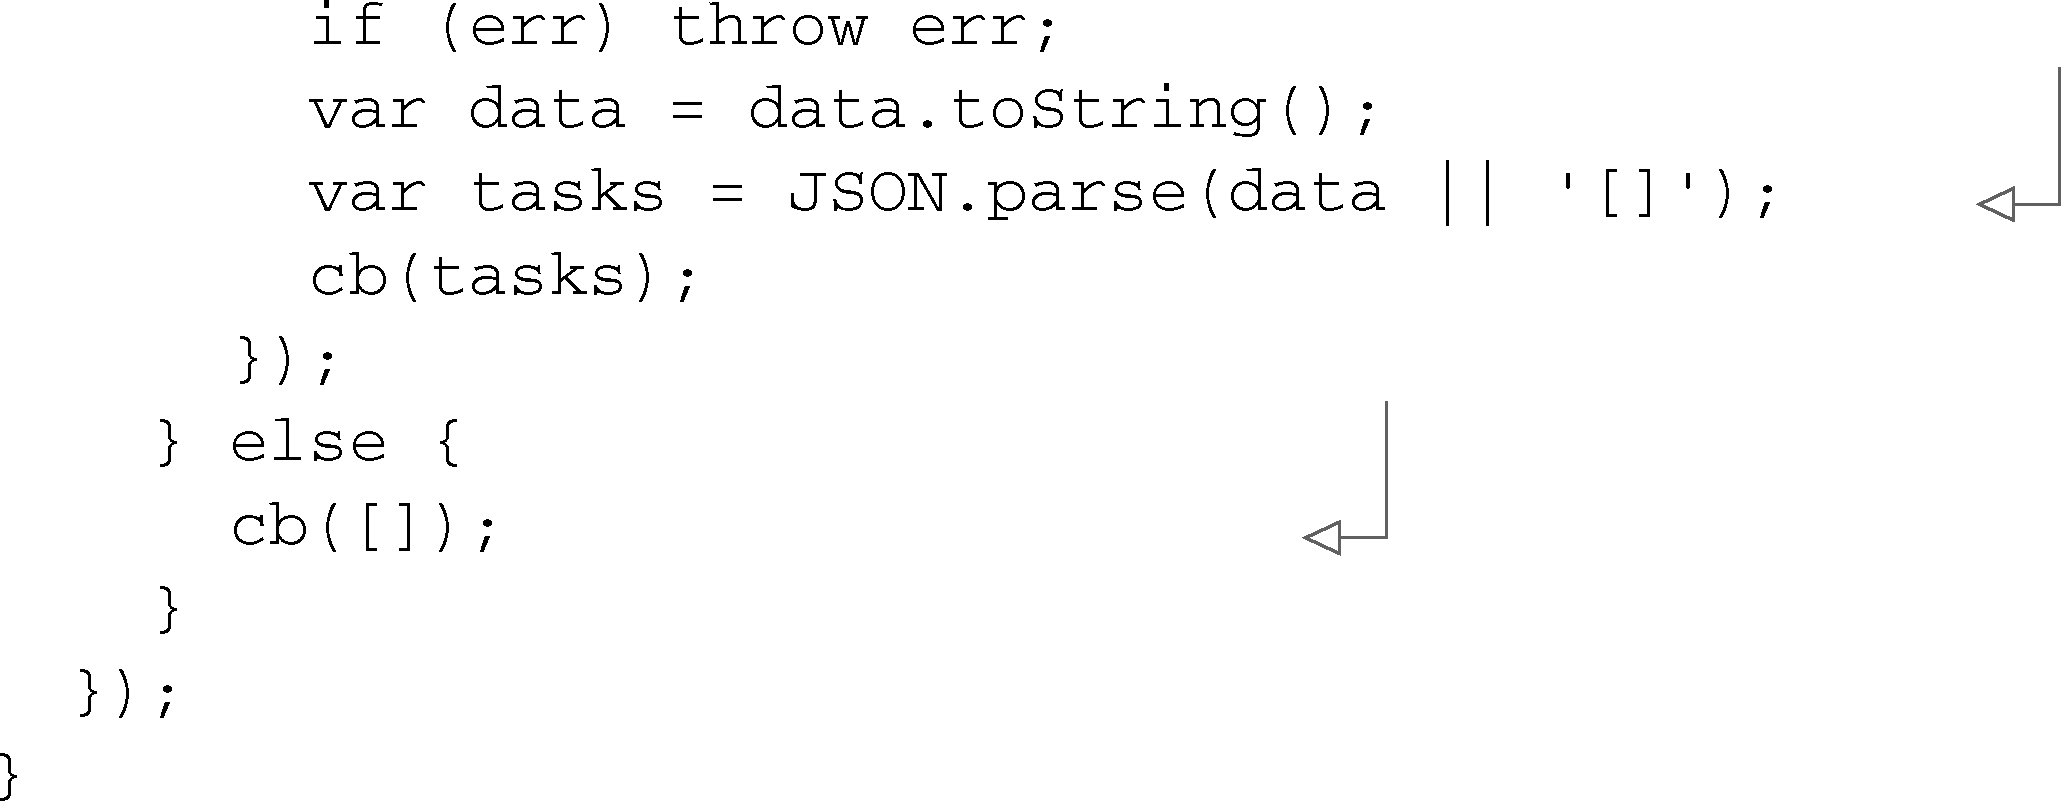 if (err) throw err;
        var data = data.toString();
        var tasks = JSON.parse(data || '[]');
        cb(tasks);
      });
    } else {
      cb([]);
    }
  });
}